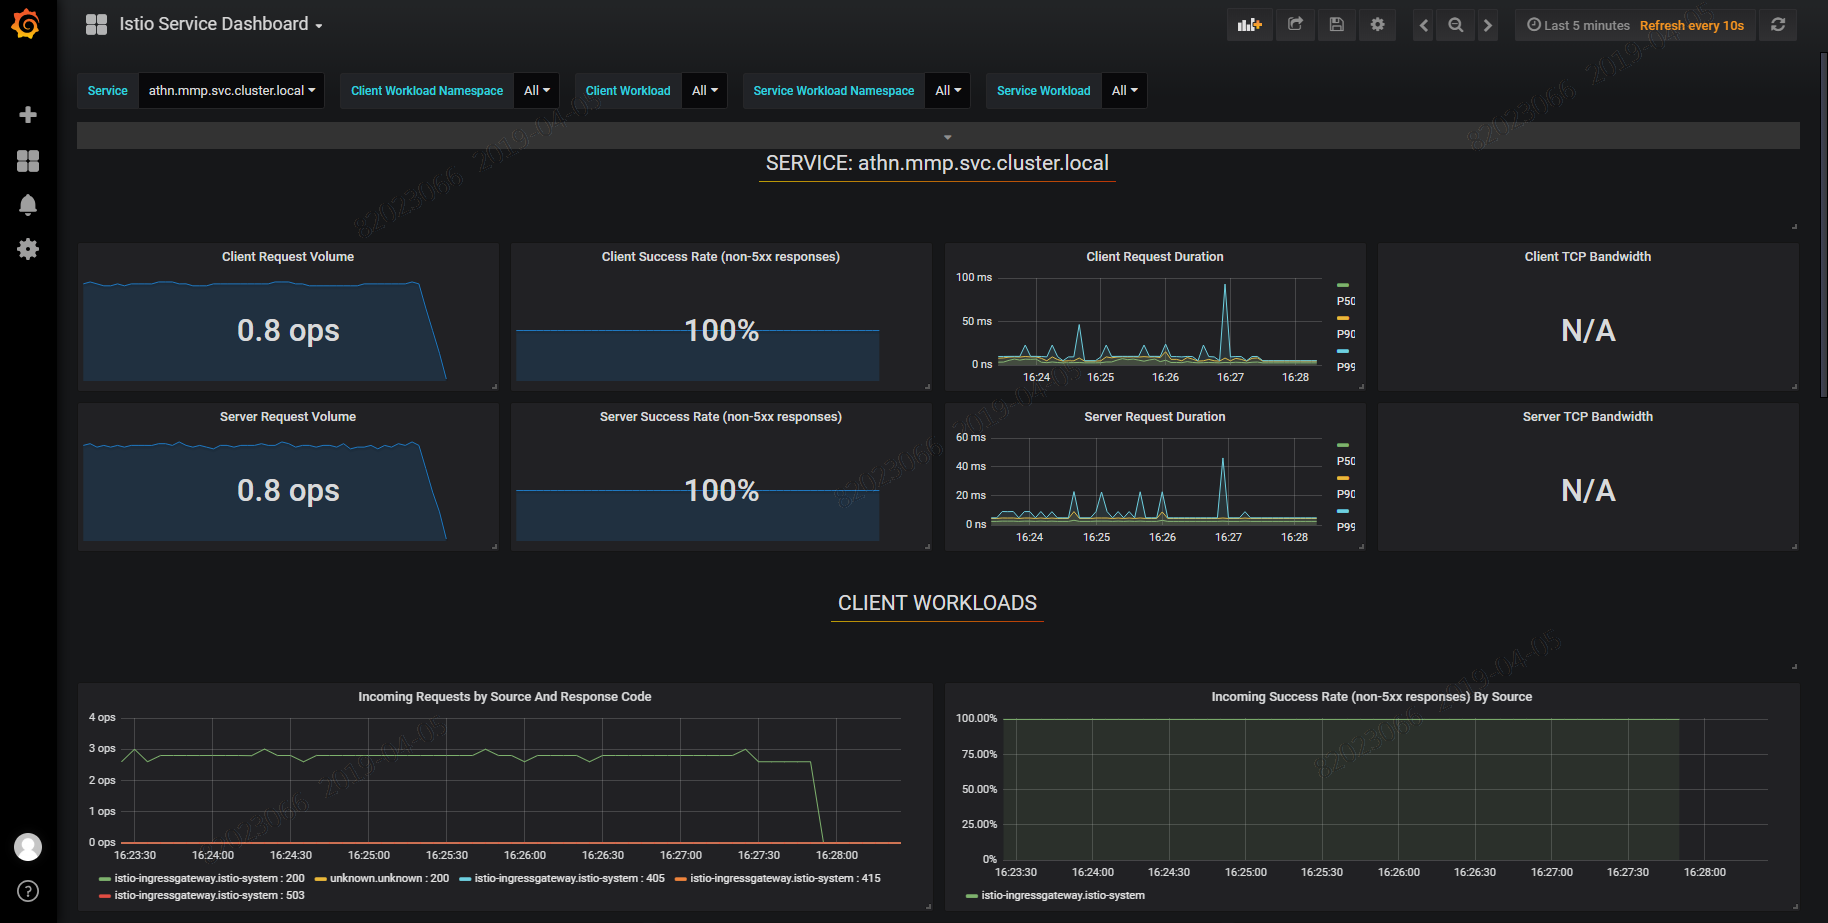 Istio Service Dashboard
Last 5 minutes Refresh every 10s
Service athn.mmp.svc.cluster.local Client Workload Namespace All Client Workload All Service Workload Namespace All Service Workload All
SERVICE: athn.mmp.svc.cluster.local
Client Request Volume
0.8 ops
Client Success Rate (non-5xx responses)
100%
Client Request Duration
100 ms
50 ms
0 ns
16:24 16:25 16:26 16:27 16:28
P50
P90
P99
Client TCP Bandwidth
N/A
Server Request Volume
0.8 ops
Server Success Rate (non-5xx responses)
100%
Server Request Duration
60 ms
40 ms
20 ms
0 ns
16:24 16:25 16:26 16:27 16:28
P50
P90
P99
Server TCP Bandwidth
N/A
CLIENT WORKLOADS
Incoming Requests by Source And Response Code
4 ops
3 ops
2 ops
1 ops
0 ops
16:23:30 16:24:00 16:24:30 16:25:00 16:25:30 16:26:00 16:26:30 16:27:00 16:27:30 16:28:00
istio-ingressgateway.istio-system : 200 unknown.unknown : 200 istio-ingressgateway.istio-system : 405 istio-ingressgateway.istio-system : 415
istio-ingressgateway.istio-system : 503
Incoming Success Rate (non-5xx responses) By Source
100.00%
75.00%
50.00%
25.00%
0%
16:23:30 16:24:00 16:24:30 16:25:00 16:25:30 16:26:00 16:26:30 16:27:00 16:27:30 16:28:00
istio-ingressgateway.istio-system